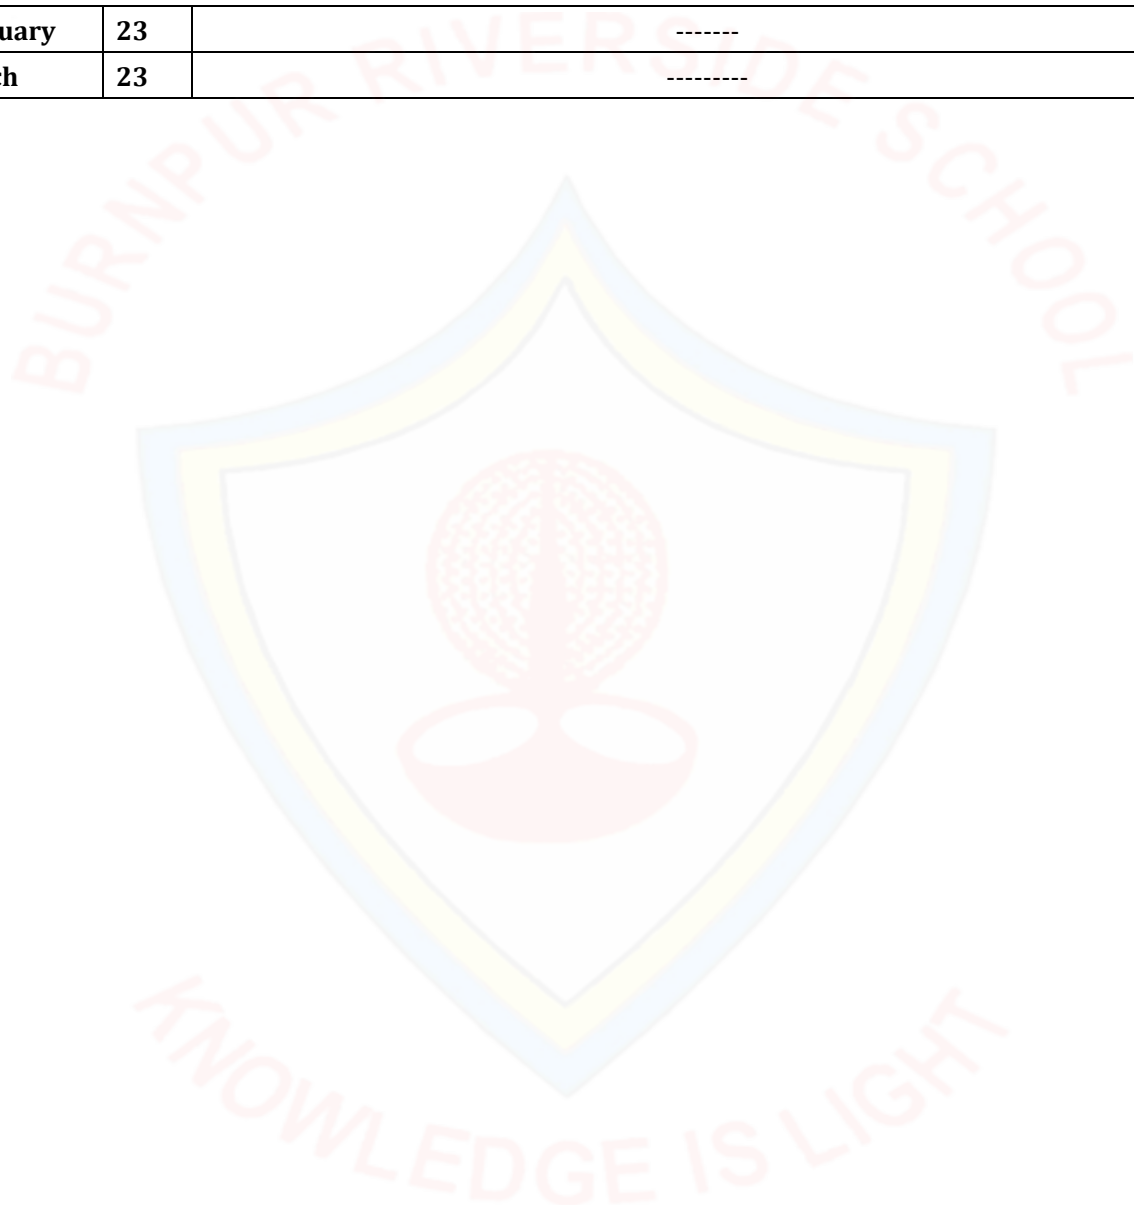 uary 23 -------
ch 23 ---------
BURNPUR RIVERSIDE SCHOOL
KNOWLEDGE IS LIGHT